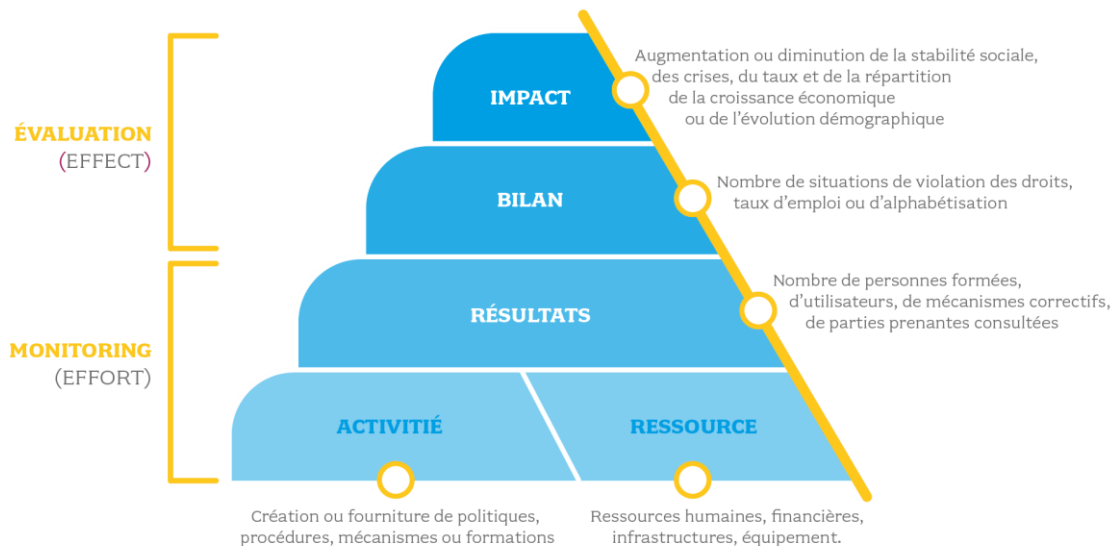 ÉVALUATION
(EFFECT)
MONITORING
(EFFORT)
IMPACT
BILAN
RÉSULTATS
ACTIVITIÉ
RESSOURCE
Augmentation ou diminution de la stabilité sociale,
des crises, du taux et de la répartition
de la croissance économique
ou de l'évolution démographique
Nombre de situations de violation des droits,
taux d'emploi ou d'alphabétisation
Nombre de personnes formées,
d'utilisateurs, de mécanismes correctifs,
de parties prenantes consultées
Création ou fourniture de politiques,
procédures, mécanismes ou formations
Ressources humaines, financières,
infrastructures, équipement.